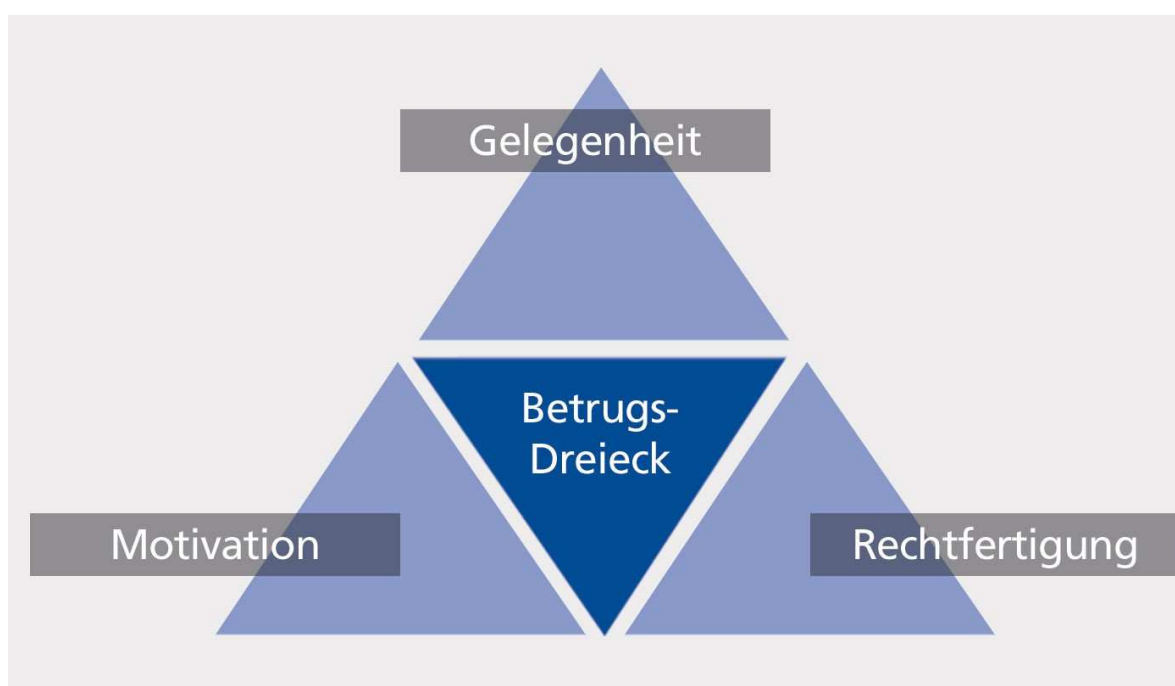 Gelegenheit
Betrugs-
Dreieck
Motivation
Rechtfertigung